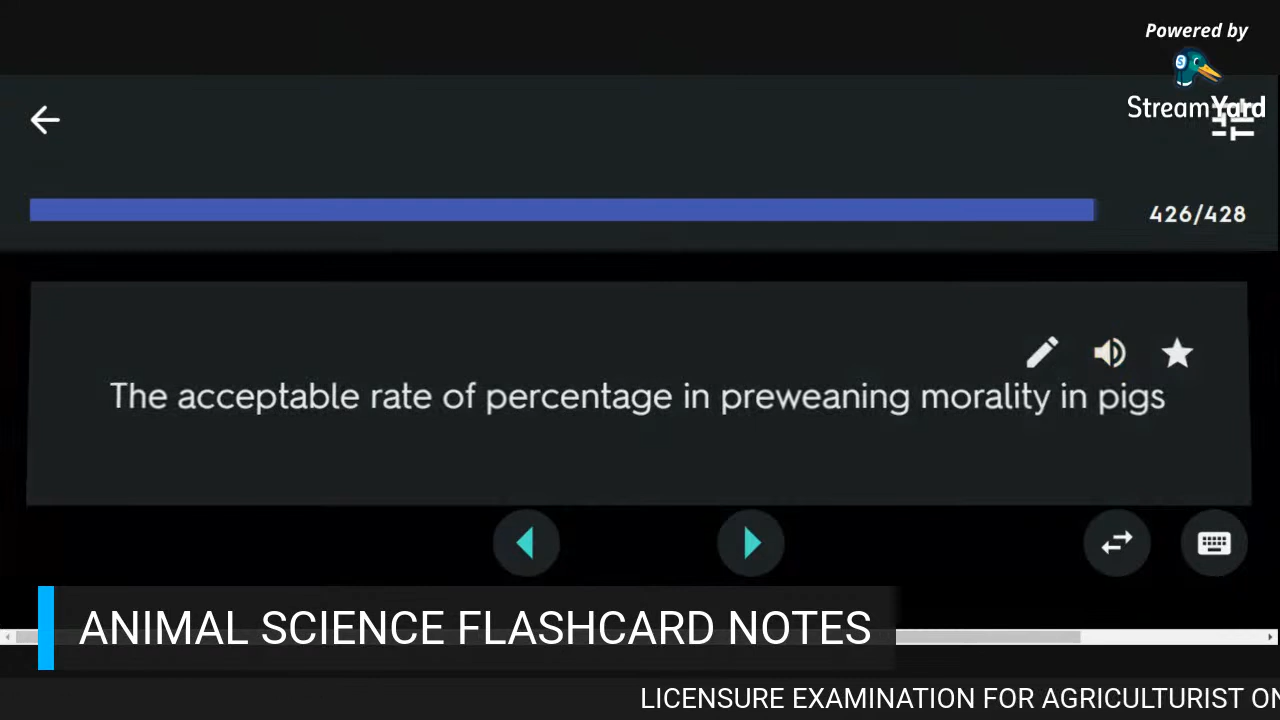 Powered by
StreamYard
426/428
The acceptable rate of percentage in preweaning morality in pigs
ANIMAL SCIENCE FLASHCARD NOTES
LICENSURE EXAMINATION FOR AGRICULTURIST ON